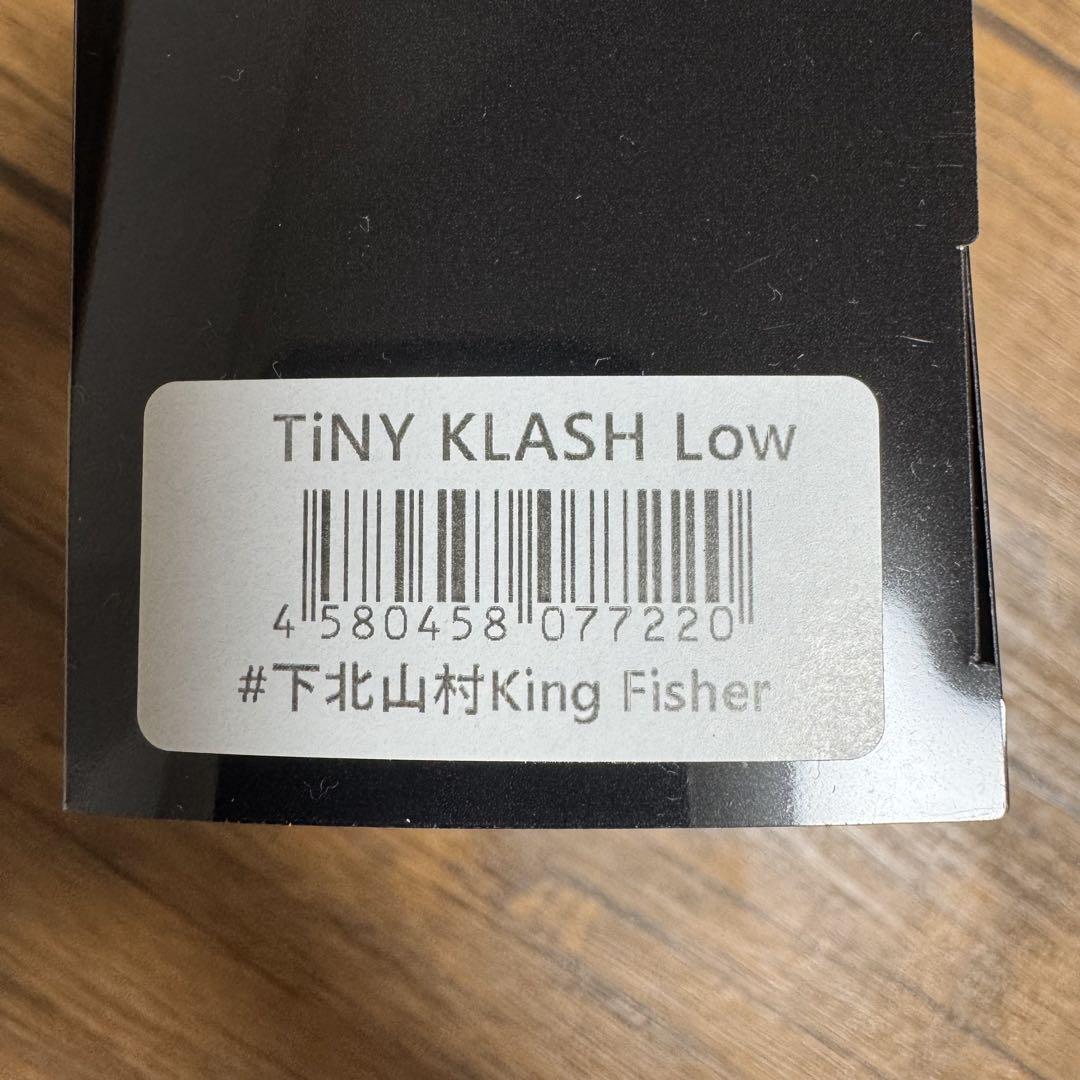 TiNY KLASH Low
4 580458 077220
#下北山村King Fisher